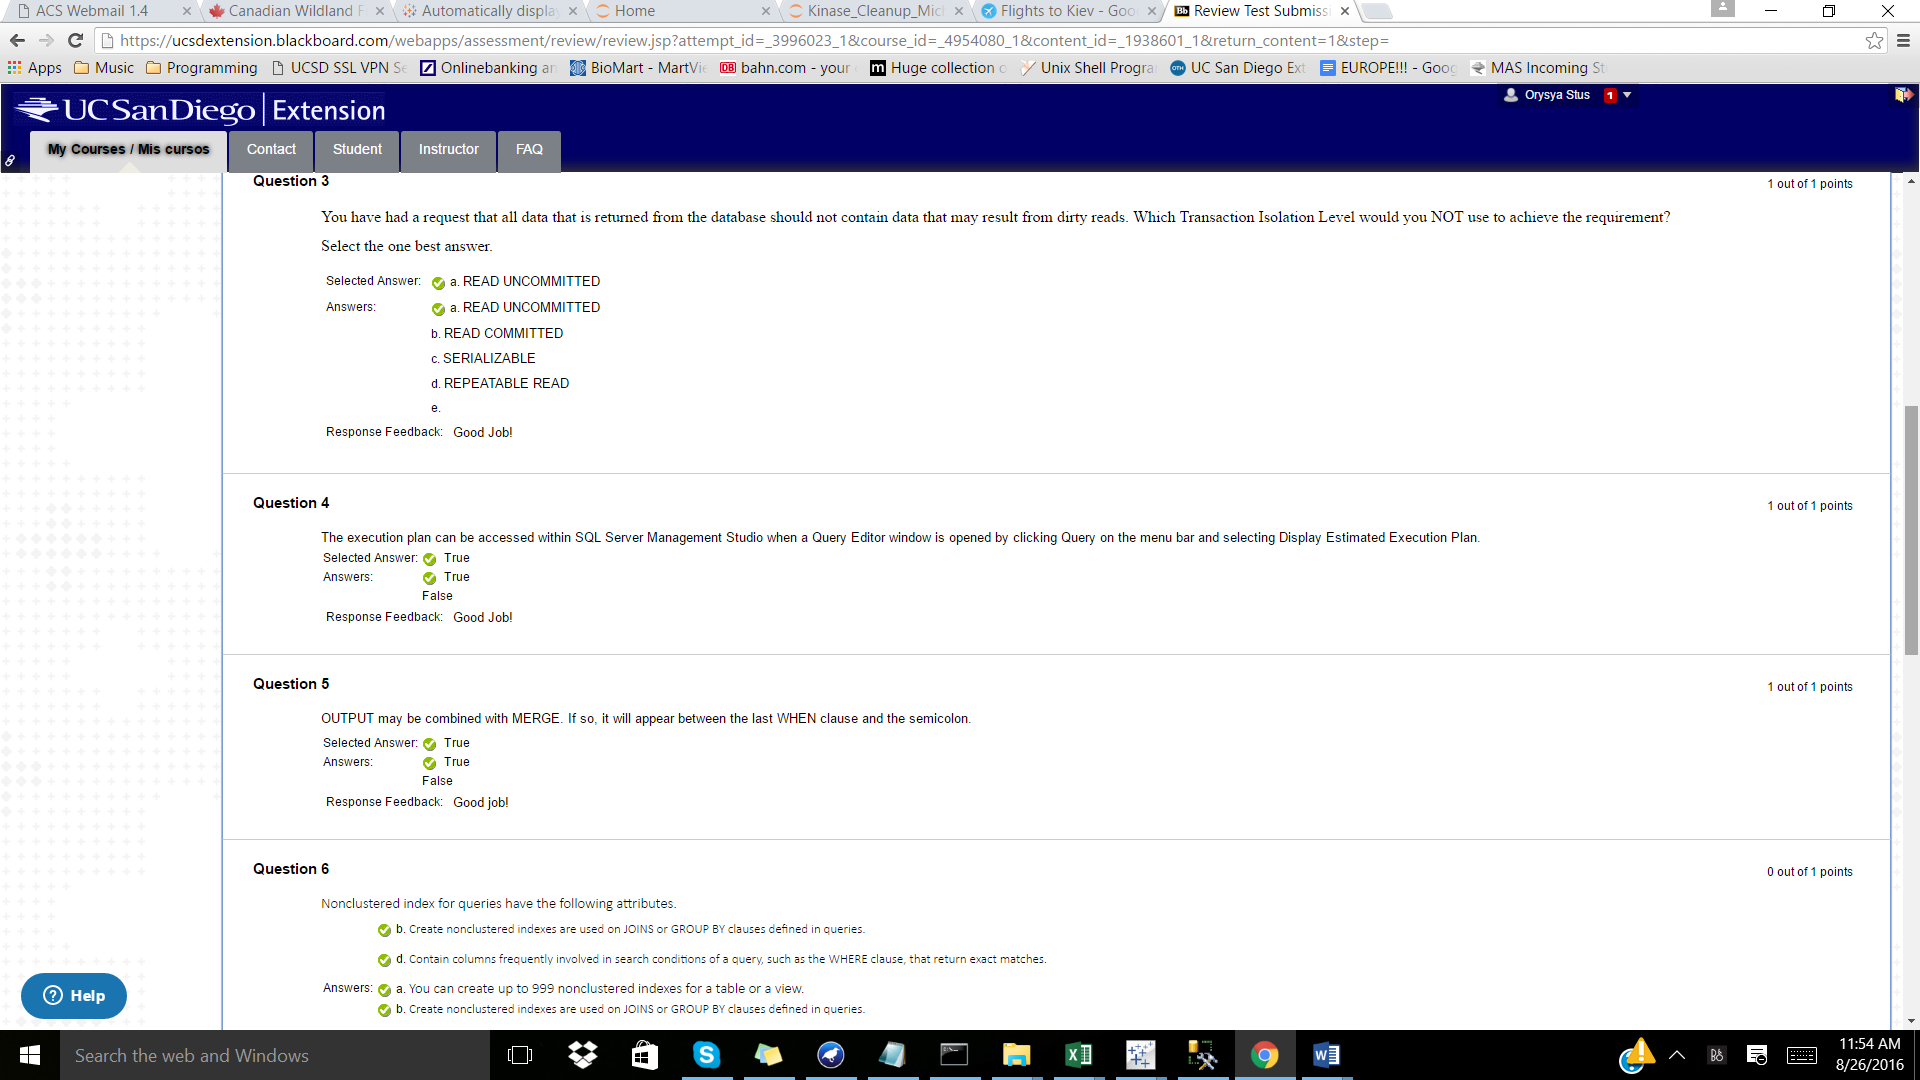 ACS Webmail 1.4
Canadian Wildland F
Automatically displa
Home
Kinase_Cleanup_Mic
Flights to Kiev - Goo
Bb Review Test Submiss
https://ucsdextension.blackboard.com/webapps/assessment/review/review.jsp?attempt_id=_3996023_1&course_id=_4954080_1&content_id=_1938601_1&return_content=1&step=
Apps Music Programming UCSD SSL VPN Se Onlinebanking an BioMart - MartVie DB bahn.com - your m Huge collection o Unix Shell Progra OTH UC San Diego Ext EUROPE!!! - Goog MAS Incoming St
UC San Diego Extension
Orysya Stus 1
My Courses / Mis cursos Contact Student Instructor FAQ
Question 3
1 out of 1 points
You have had a request that all data that is returned from the database should not contain data that may result from dirty reads. Which Transaction Isolation Level would you NOT use to achieve the requirement?
Select the one best answer.
Selected Answer: a. READ UNCOMMITTED
Answers: a. READ UNCOMMITTED
b. READ COMMITTED
c. SERIALIZABLE
d. REPEATABLE READ
e.
Response Feedback: Good Job!
Question 4
1 out of 1 points
The execution plan can be accessed within SQL Server Management Studio when a Query Editor window is opened by clicking Query on the menu bar and selecting Display Estimated Execution Plan.
Selected Answer: True
Answers: True
False
Response Feedback: Good Job!
Question 5
1 out of 1 points
OUTPUT may be combined with MERGE. If so, it will appear between the last WHEN clause and the semicolon.
Selected Answer: True
Answers: True
False
Response Feedback: Good job!
Question 6
0 out of 1 points
Nonclustered index for queries have the following attributes.
b. Create nonclustered indexes are used on JOINS or GROUP BY clauses defined in queries.
d. Contain columns frequently involved in search conditions of a query, such as the WHERE clause, that return exact matches.
Answers: a. You can create up to 999 nonclustered indexes for a table or a view.
b. Create nonclustered indexes are used on JOINS or GROUP BY clauses defined in queries.
? Help
Search the web and Windows
11:54 AM
8/26/2016